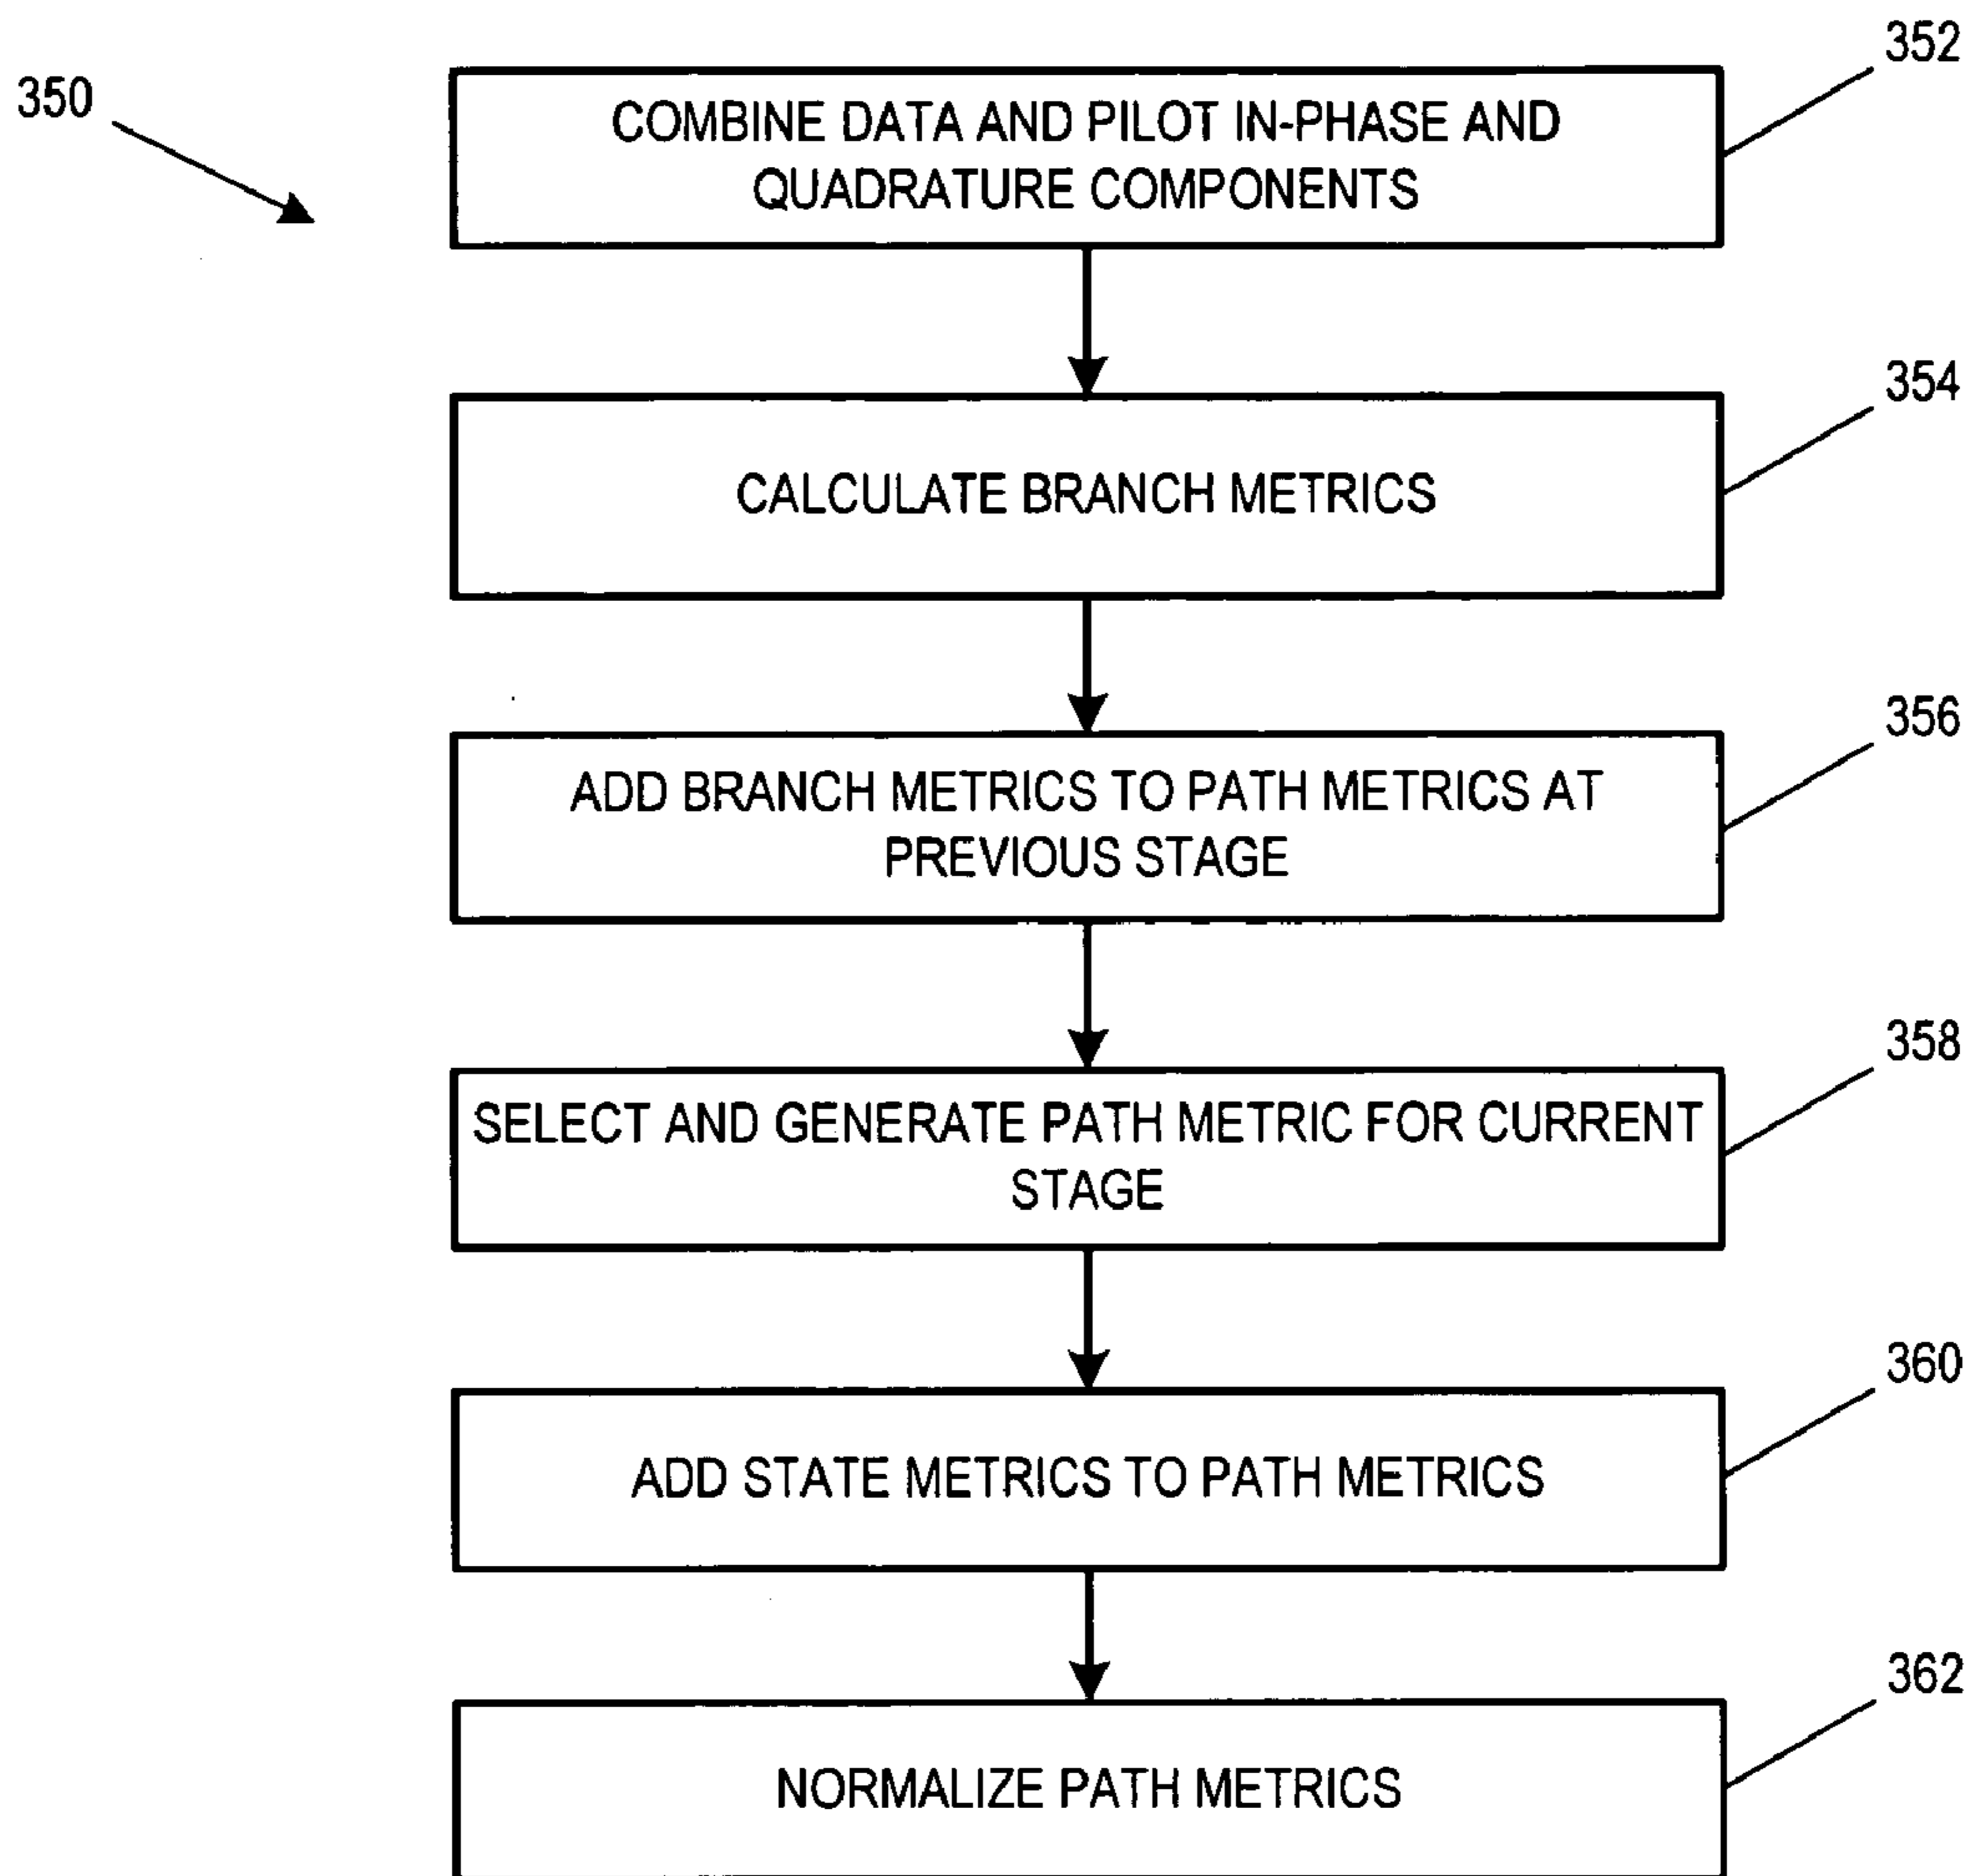 352
350
COMBINE DATA AND PILOT IN-PHASE AND
QUADRATURE COMPONENTS
354
CALCULATE BRANCH METRICS
356
ADD BRANCH METRICS TO PATH METRICS AT
PREVIOUS STAGE
358
SELECT AND GENERATE PATH METRIC FOR CURRENT
STAGE
360
ADD STATE METRICS TO PATH METRICS
362
NORMALIZE PATH METRICS